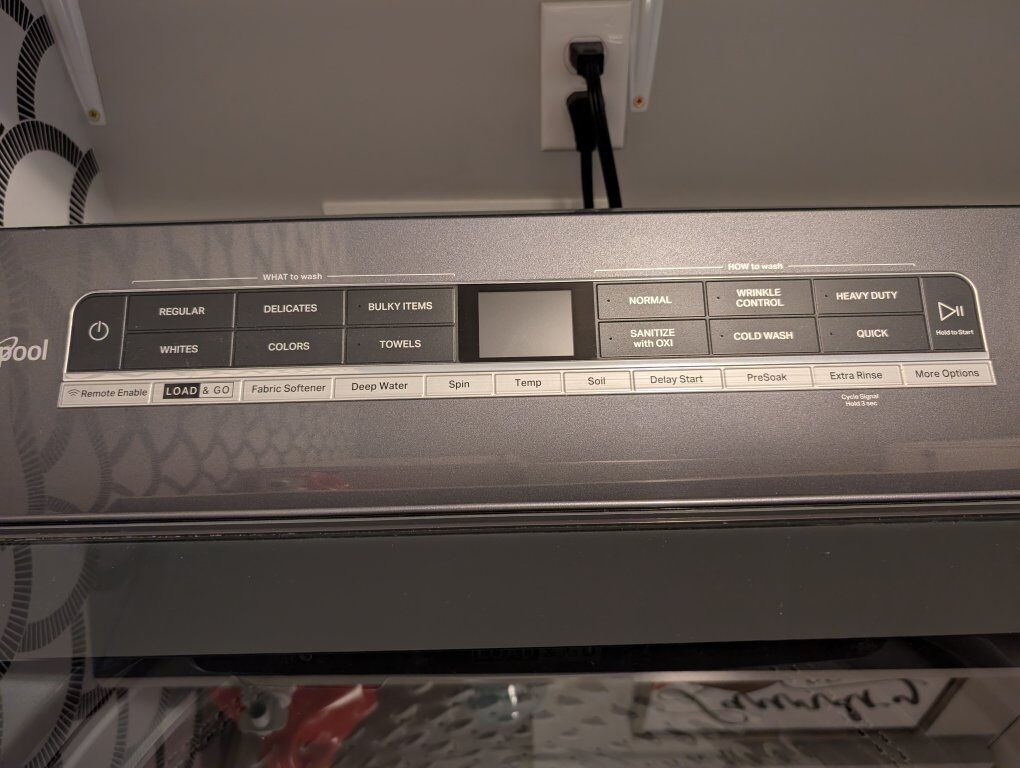 WHAT to wash
HOW to wash
REGULAR
DELICATES
BULKY ITEMS
NORMAL
WRINKLE
CONTROL
HEAVY DUTY
Hold to Start
pool
WHITES
COLORS
TOWELS
SANITIZE
with OXI
COLD WASH
QUICK
Remote Enable
LOAD & GO
Fabric Softener
Deep Water
Spin
Temp
Soil
Delay Start
PreSoak
Extra Rinse
More Options
Cycle Signal
Hold 3 sec